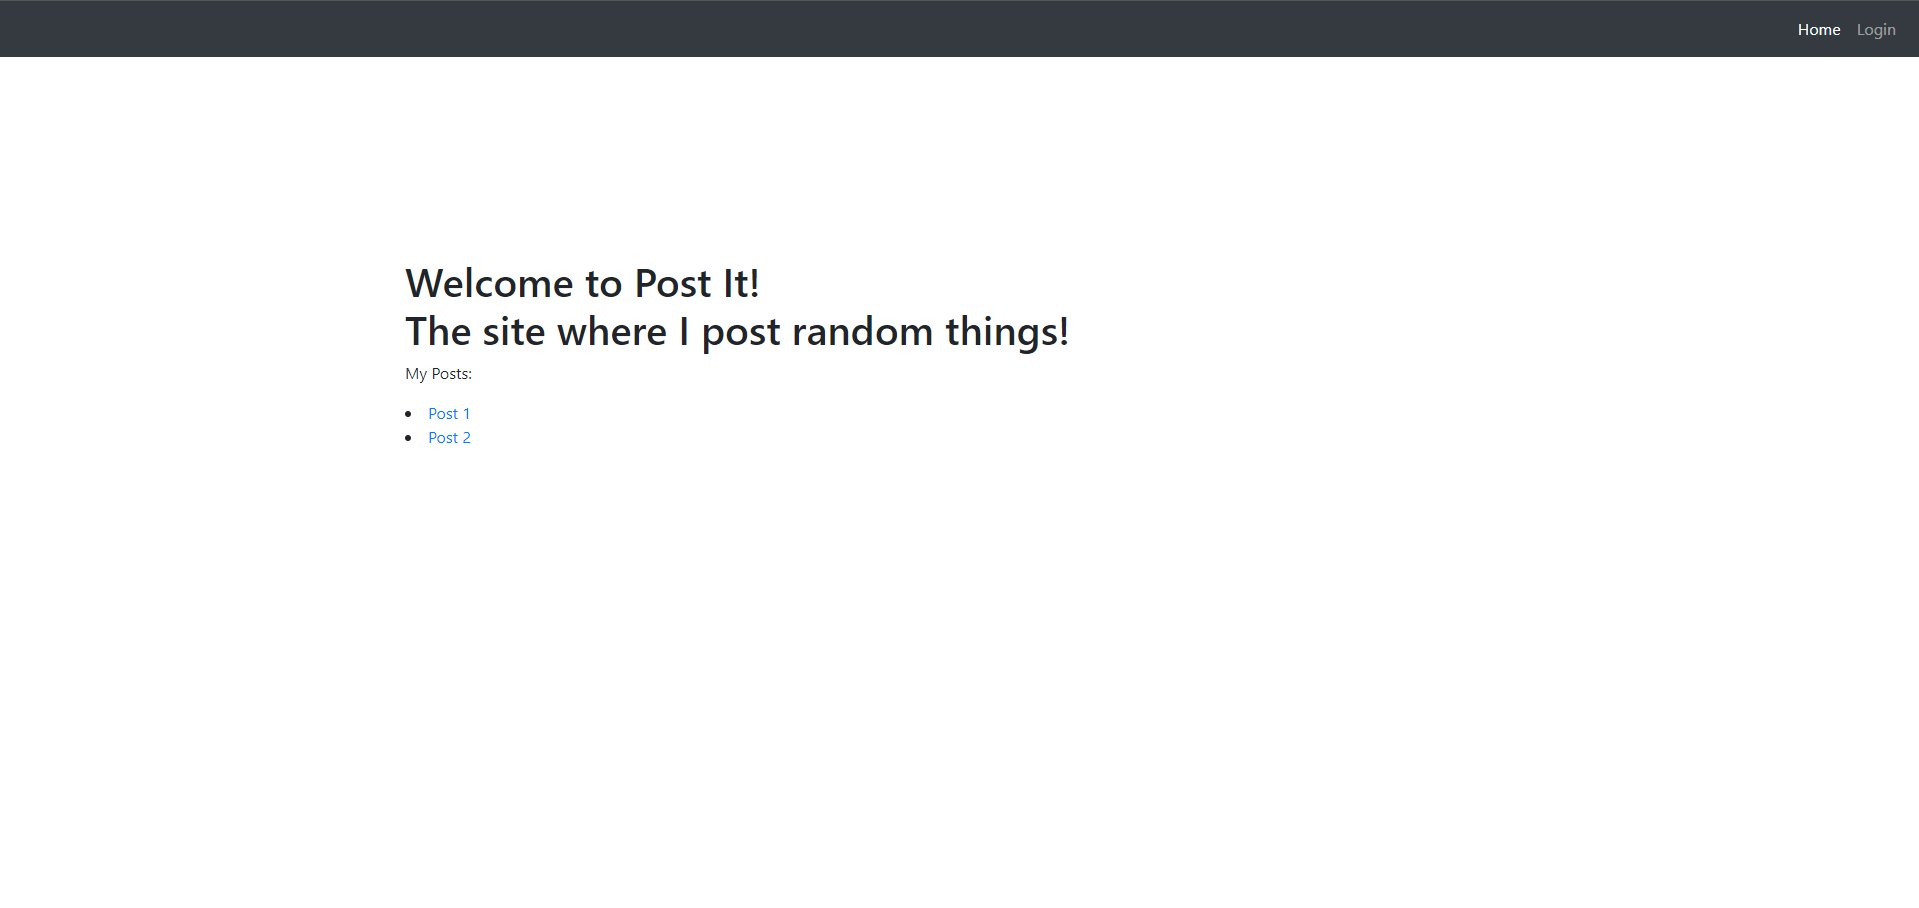 Home Login
Welcome to Post It!
The site where I post random things!
My Posts:
Post 1
Post 2